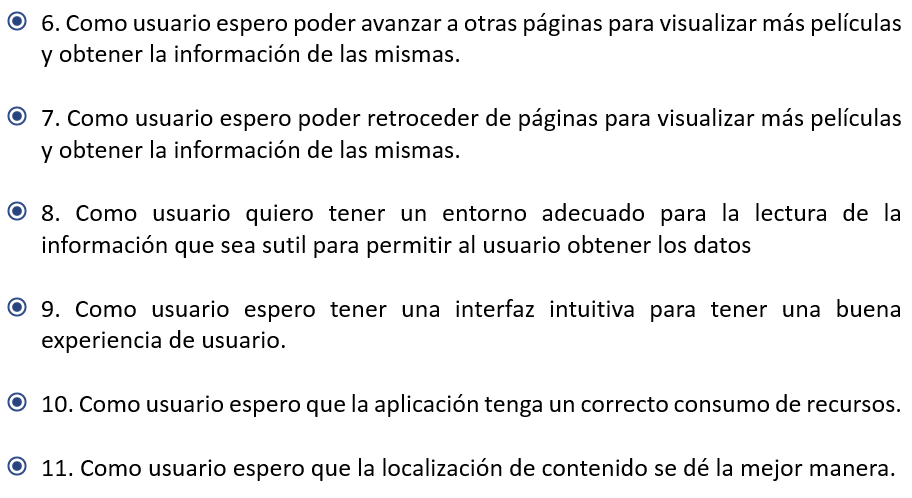 6. Como usuario espero poder avanzar a otras páginas para visualizar más películas
y obtener la información de las mismas.
7. Como usuario espero poder retroceder de páginas para visualizar más películas
y obtener la información de las mismas.
8. Como usuario quiero tener un entorno adecuado para la lectura de la
información que sea sutil para permitir al usuario obtener los datos
9. Como usuario espero tener una interfaz intuitiva para tener una buena
experiencia de usuario.
10. Como usuario espero que la aplicación tenga un correcto consumo de recursos.
11. Como usuario espero que la localización de contenido se dé la mejor manera.